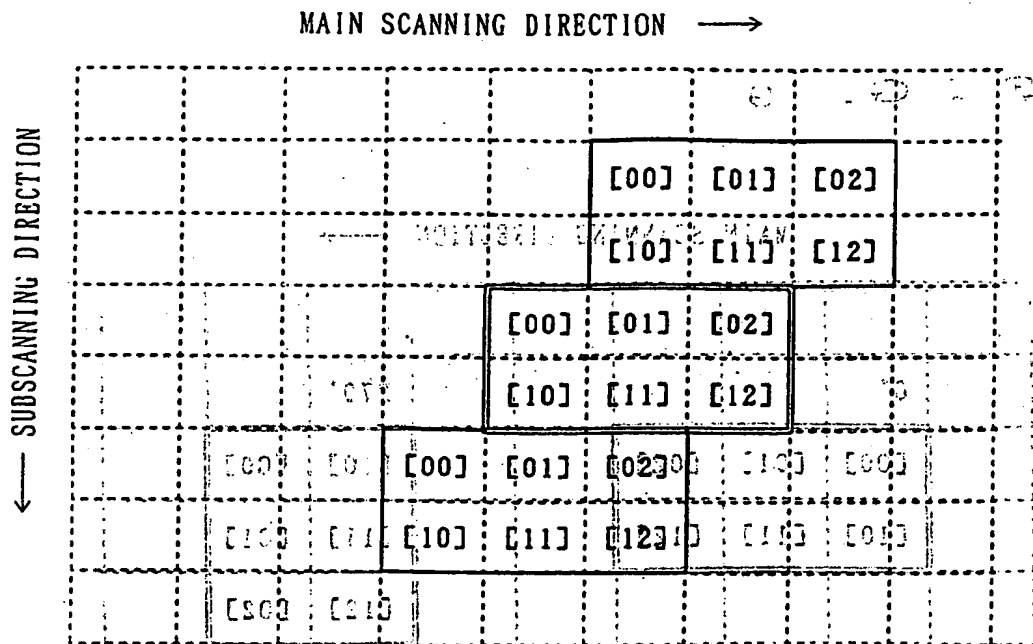 MAIN SCANNING DIRECTION
SUBSCANNING DIRECTION
[00] [01] [02]
[10] [11] [12]
[00] [01] [02]
[10] [11] [12]
[00] [01] [02]
[10] [11] [12]